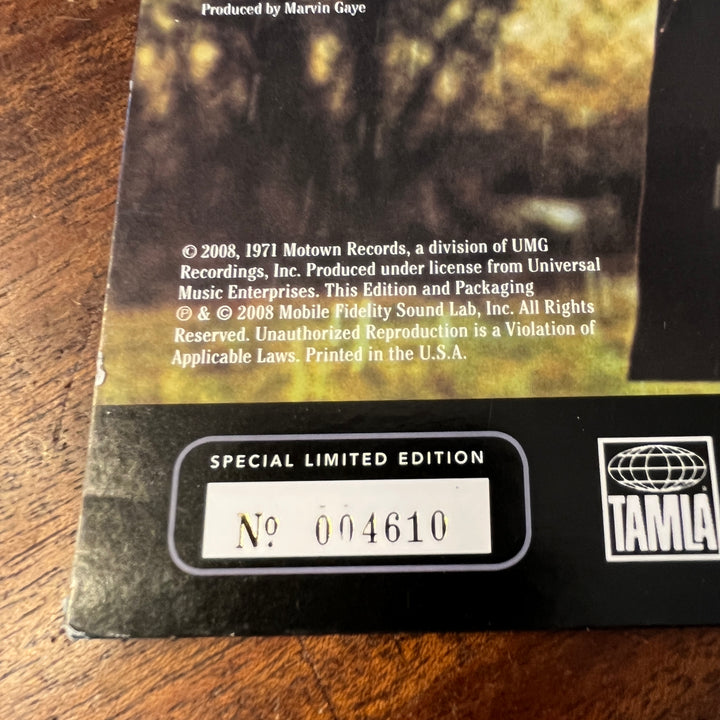 Produced by Marvin Gaye
© 2008, 1971 Motown Records, a division of UMG
Recordings, Inc. Produced under license from Universal
Music Enterprises. This Edition and Packaging
℗ & © 2008 Mobile Fidelity Sound Lab, Inc. All Rights
Reserved. Unauthorized Reproduction is a Violation of
Applicable Laws. Printed in the U.S.A.
SPECIAL LIMITED EDITION
Nº 004610
TAMLA